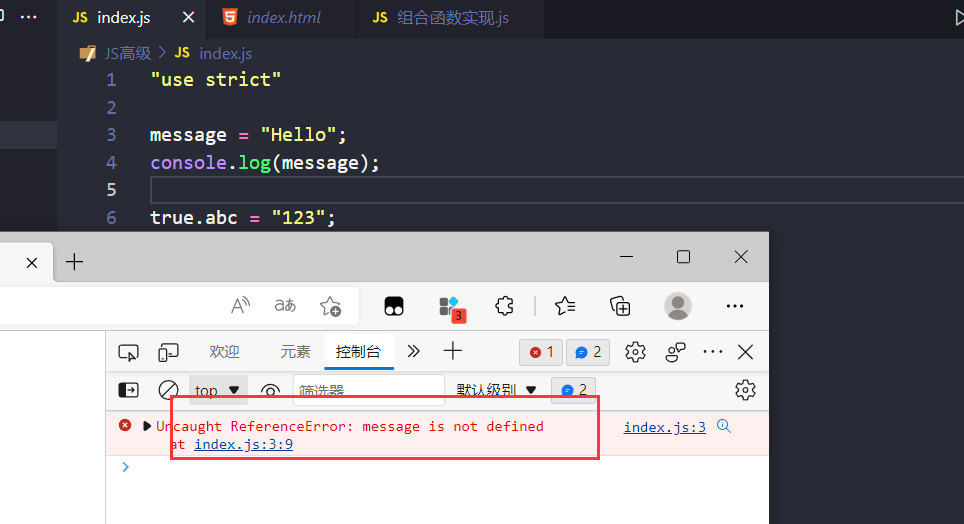 JS index.js
index.html
JS 组合函数实现.js
JS高级 > JS index.js
1 "use strict"
2
3 message = "Hello";
4 console.log(message);
5
6 true.abc = "123";
aあ
3
欢迎 元素 控制台 1 2
top 筛选器 默认级别 2
Uncaught ReferenceError: message is not defined index.js:3
at index.js:3:9